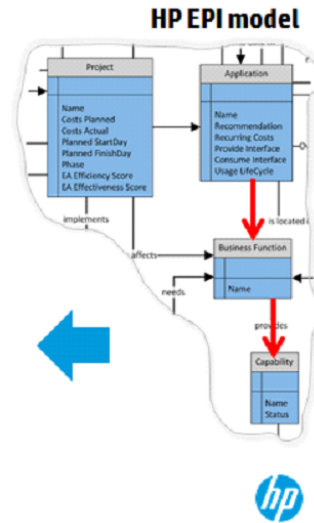 HP EPI model
Project
Name
Costs Planned
Costs Actual
Planned StartDay
Planned FinishDay
Phase
EA Efficiency Score
EA Effectiveness Score
Application
Name
Recommendation
Recurring Costs
Provide Interface
Consume Interface
Usage LifeCycle
implements
is located i
affects
Business Function
Name
needs
provides
Capability
Name
Status
hp